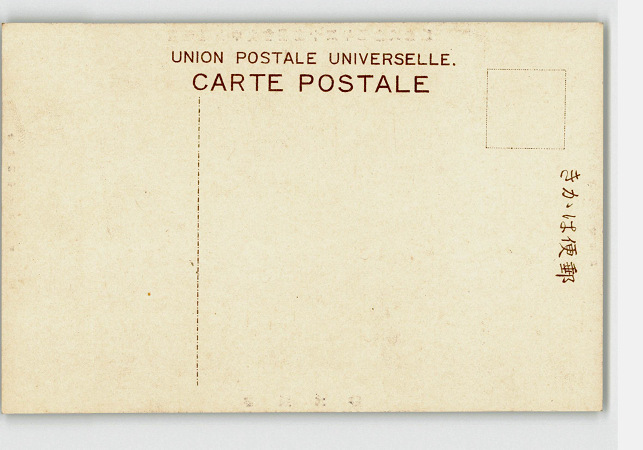 UNION POSTALE UNIVERSELLE.
CARTE POSTALE
郵便はかき